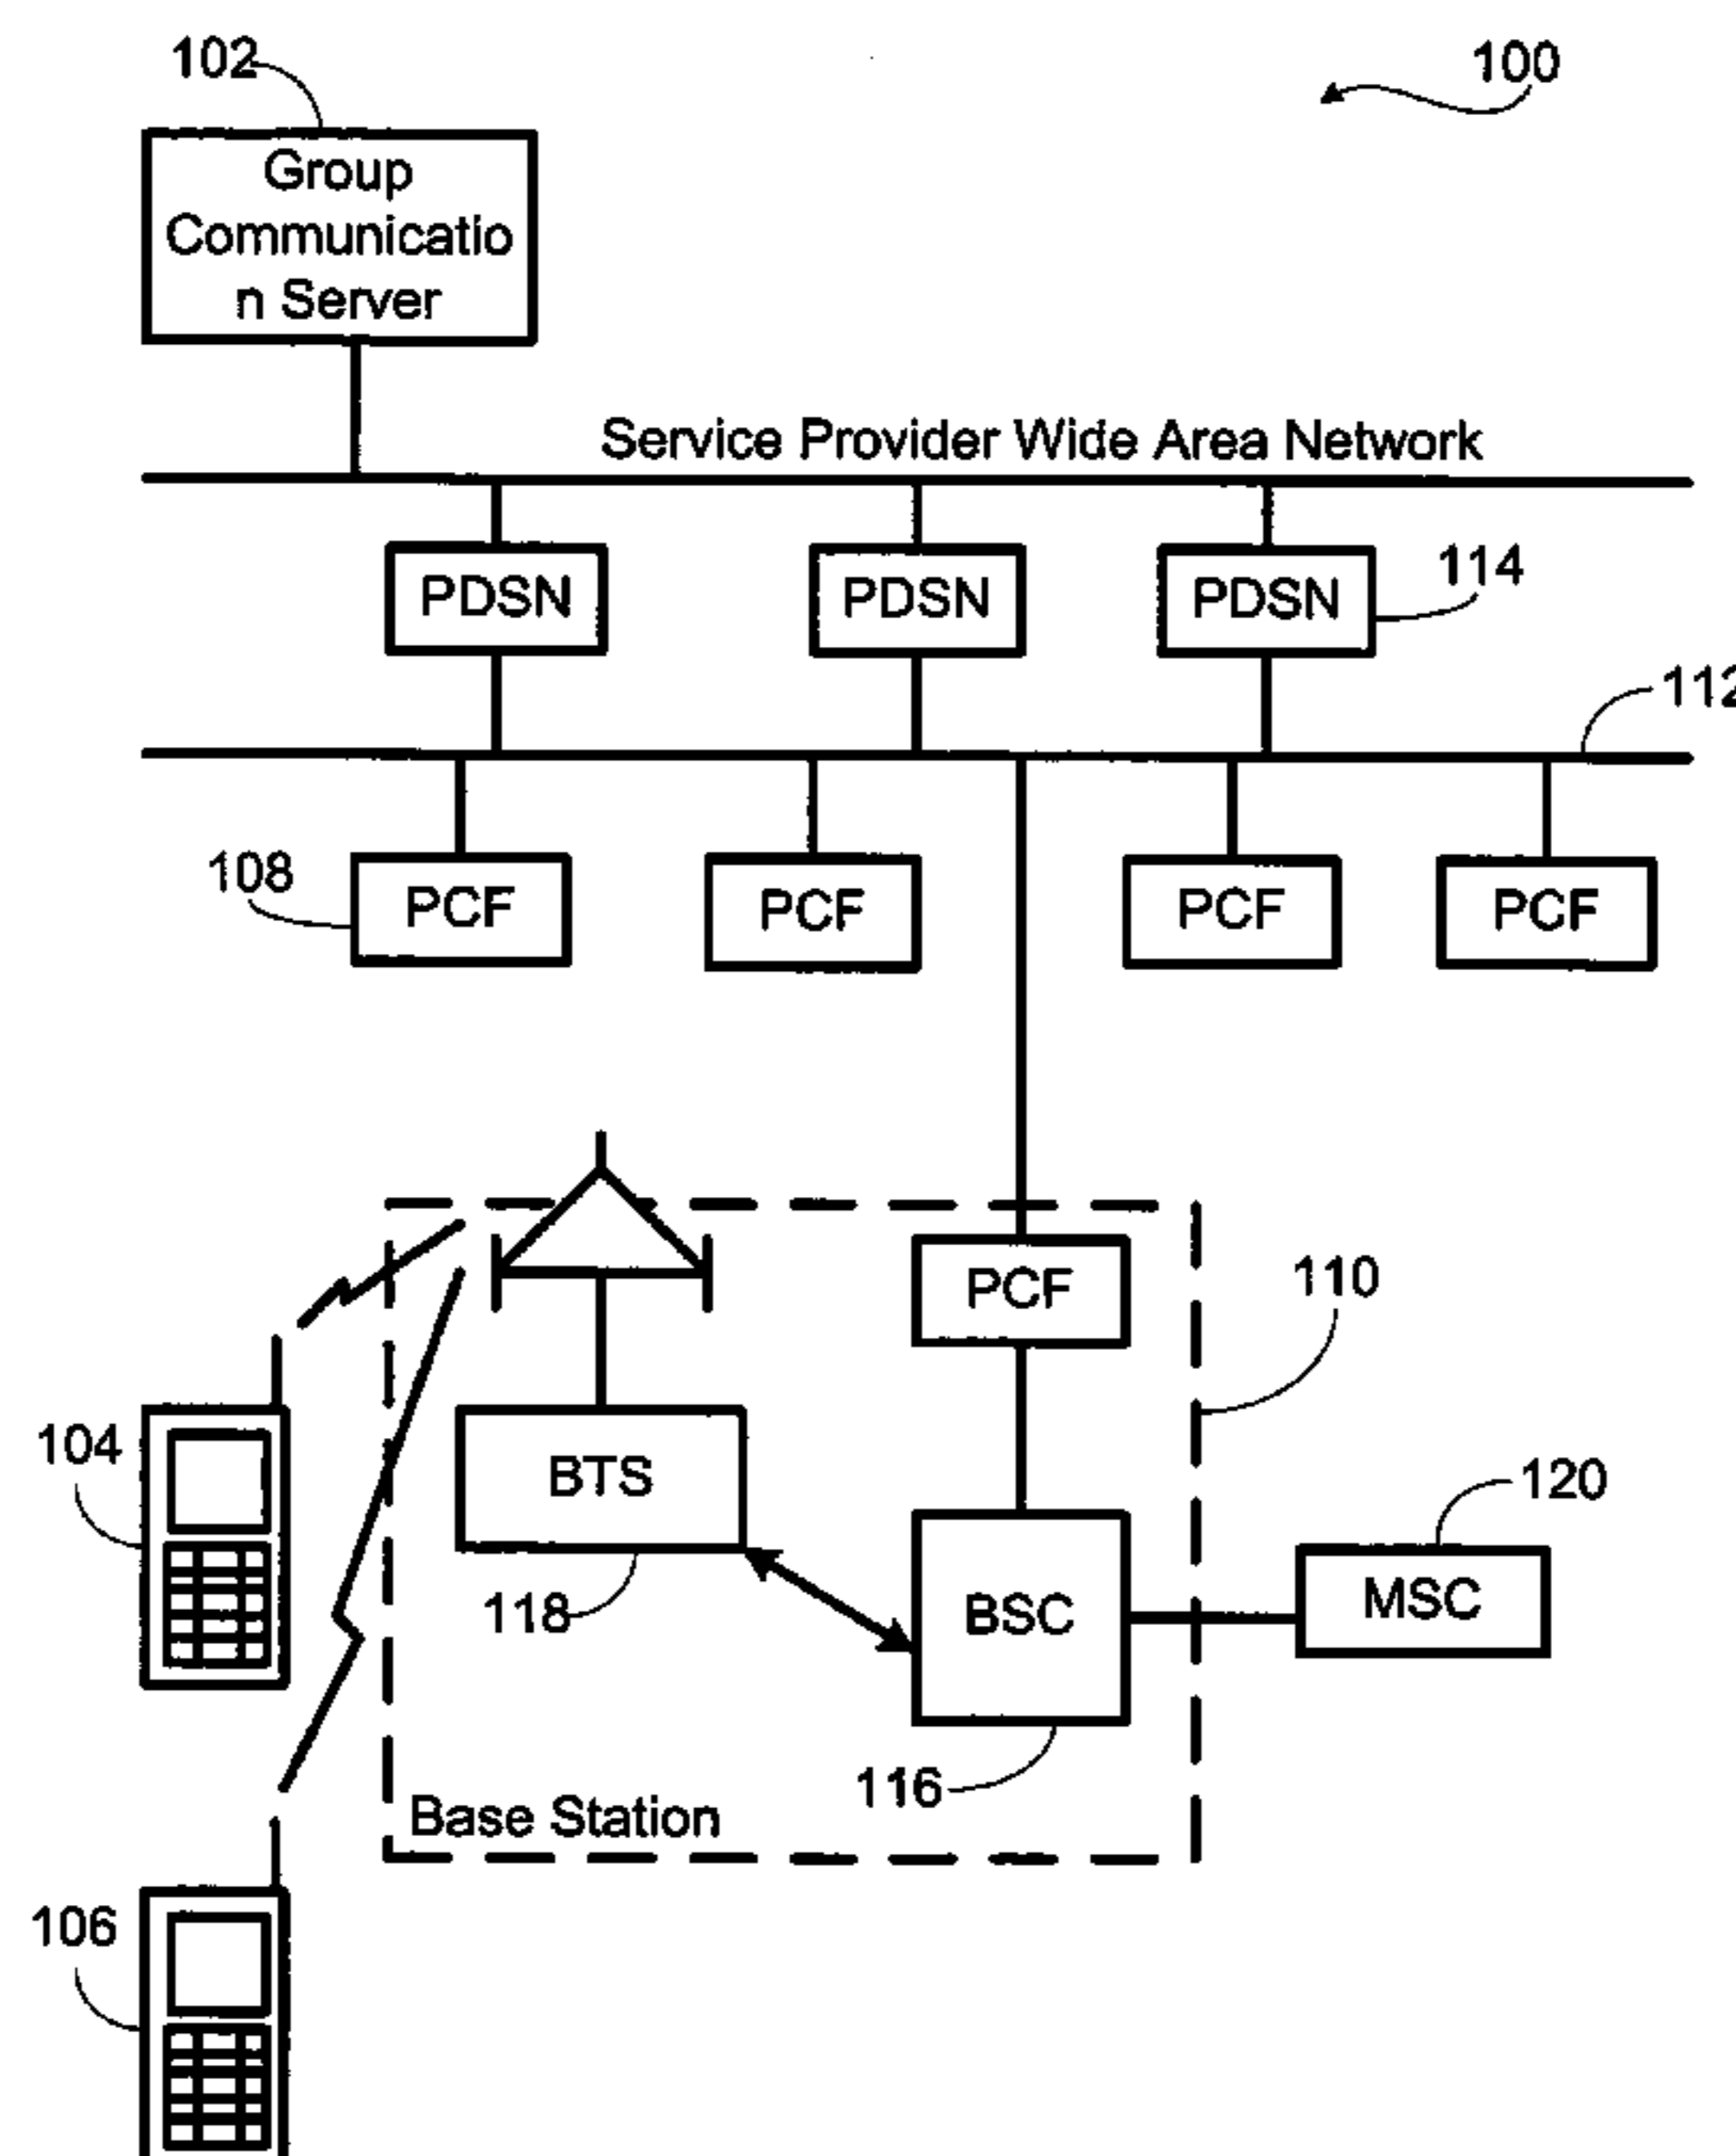 102
100
Group
Communicatio
n Server
Service Provider Wide Area Network
PDSN
PDSN
PDSN
114
112
108
PCF
PCF
PCF
PCF
PCF
110
104
BTS
120
118
BSC
MSC
116
Base Station
106